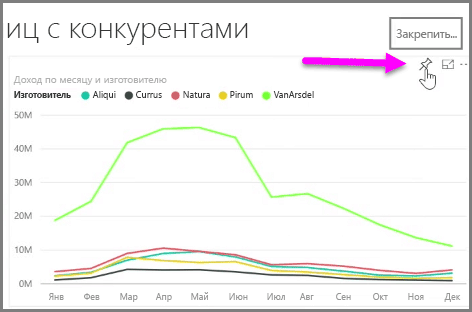 иц с конкурентами
Закрепить...
Доход по месяцу и изготовителю
Изготовитель Aliqui Currus Natura Pirum VanArsdel
50M
40M
30M
20M
10M
0M
Янв Фев Мар Апр Май Июн Июл Авг Сен Окт Ноя Дек